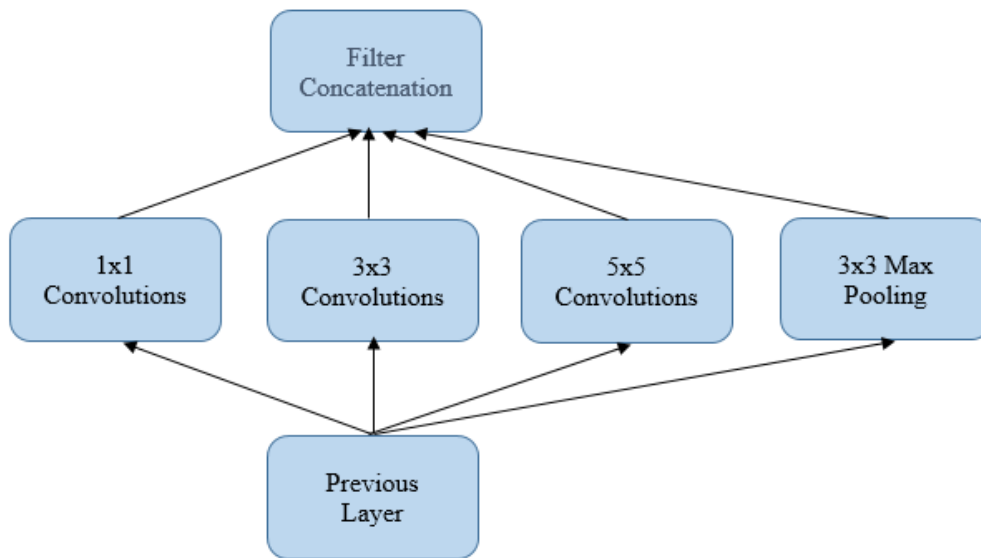 Filter
Concatenation
1x1
Convolutions
3x3
Convolutions
5x5
Convolutions
3x3 Max
Pooling
Previous
Layer